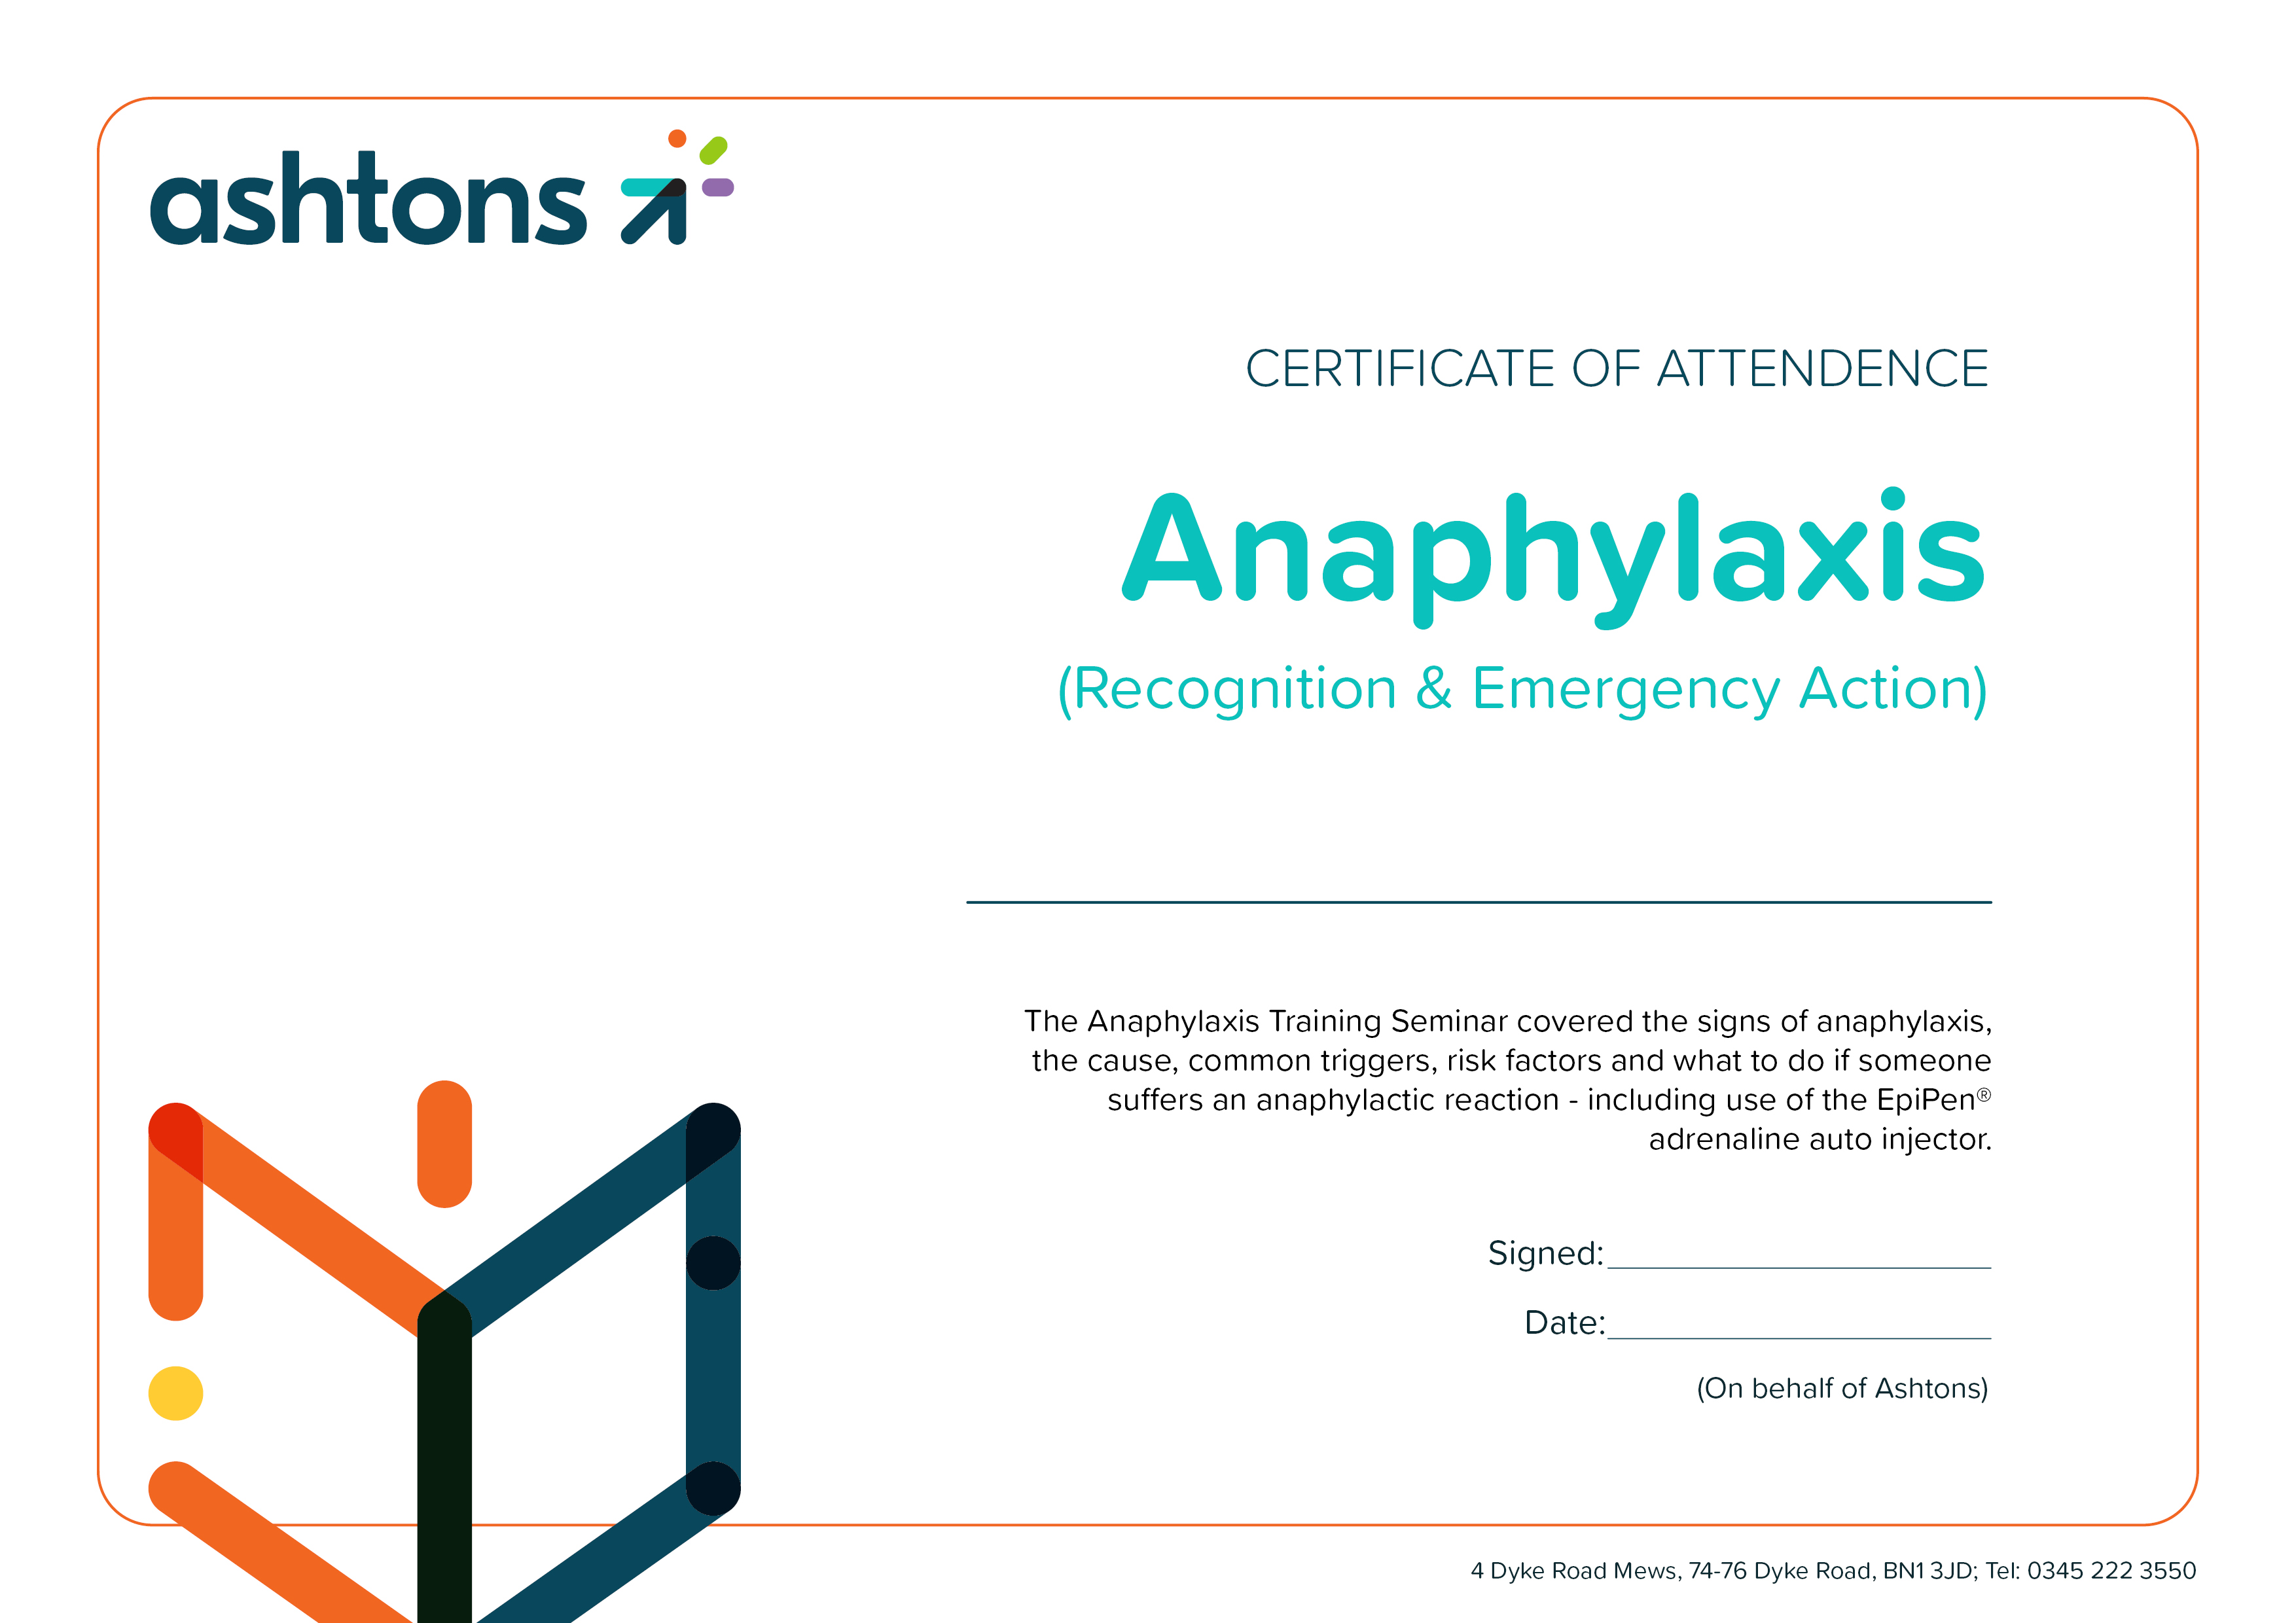 ashtons
CERTIFICATE OF ATTENDENCE
Anaphylaxis
(Recognition & Emergency Action)
The Anaphylaxis Training Seminar covered the signs of anaphylaxis,
the cause, common triggers, risk factors and what to do if someone
suffers an anaphylactic reaction - including use of the EpiPen®
adrenaline auto injector.
Signed:
Date:
(On behalf of Ashtons)
4 Dyke Road Mews, 74-76 Dyke Road, BN1 3JD; Tel: 0345 222 3550